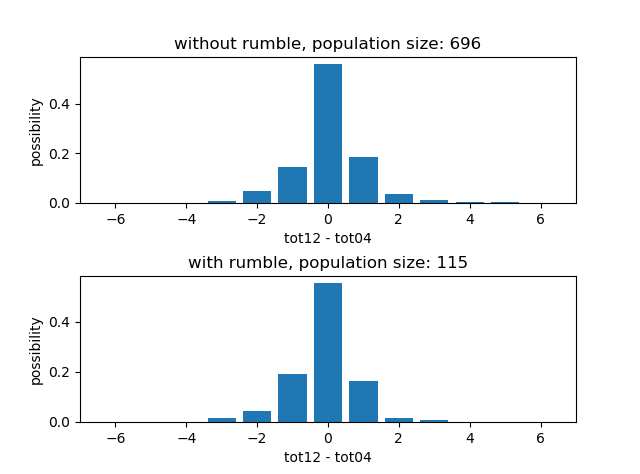 without rumble, population size: 696
possibility
0.4
0.2
0.0
−6 −4 −2 0 2 4 6
tot12 - tot04
with rumble, population size: 115
possibility
0.4
0.2
0.0
−6 −4 −2 0 2 4 6
tot12 - tot04